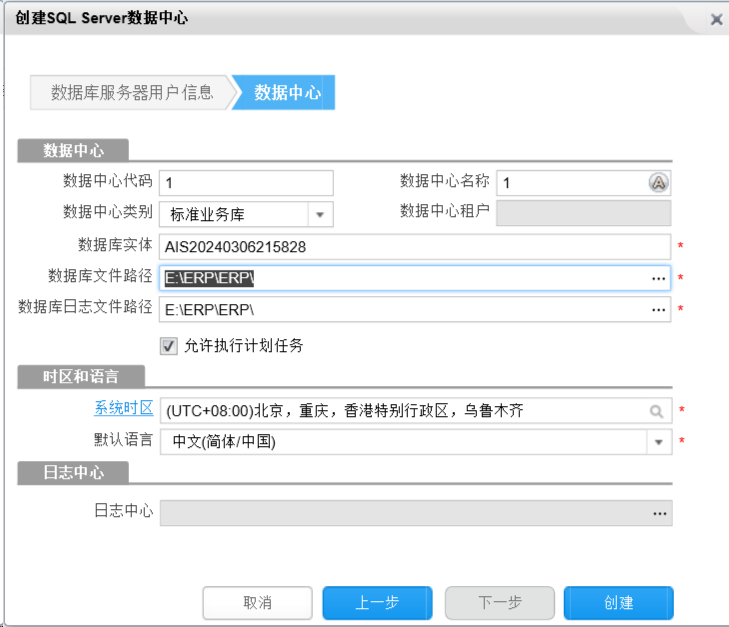 创建SQL Server数据中心
数据库服务器用户信息 数据中心
数据中心
数据中心代码 1 数据中心名称 1
数据中心类别 标准业务库 数据中心租户
数据库实体 AIS20240306215828 *
数据库文件路径 E:\ERP\ERP\ ... *
数据库日志文件路径 E:\ERP\ERP\ ... *
允许执行计划任务
时区和语言
系统时区 (UTC+08:00)北京，重庆，香港特别行政区，乌鲁木齐 *
默认语言 中文(简体/中国) *
日志中心
日志中心 ...
取消 上一步 下一步 创建